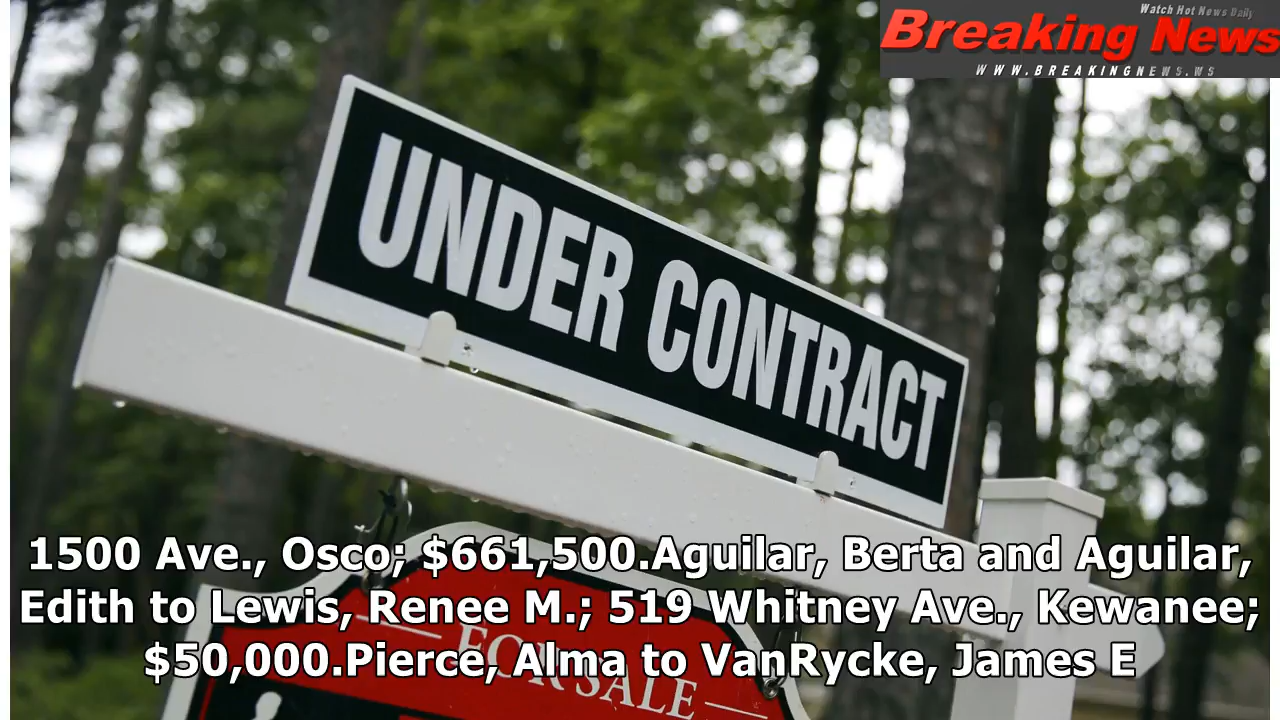 Watch Hot News Daily
Breaking News
WWW.BREAKINGNEWS.WS
UNDER CONTRACT
1500 Ave., Osco; $661,500.Aguilar, Berta and Aguilar,
Edith to Lewis, Renee M.; 519 Whitney Ave., Kewanee;
$50,000.Pierce, Alma to VanRycke, James E
FOR SALE